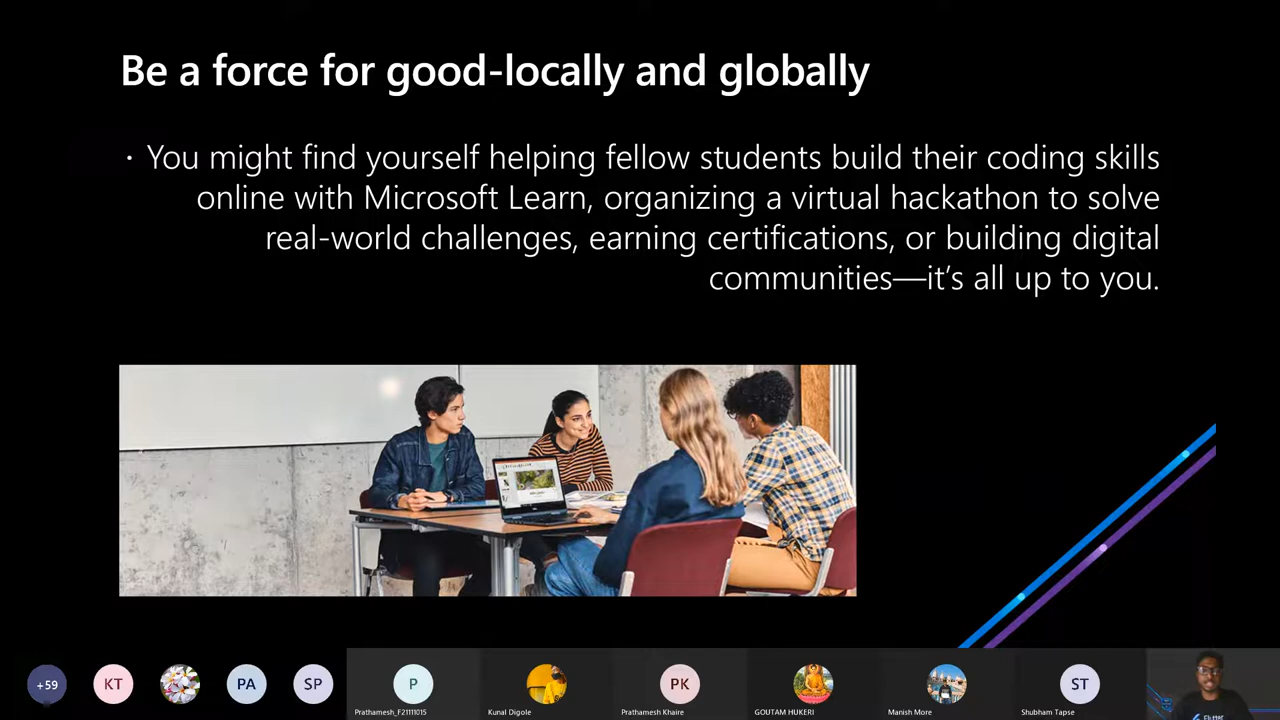 Be a force for good-locally and globally
• You might find yourself helping fellow students build their coding skills
online with Microsoft Learn, organizing a virtual hackathon to solve
real-world challenges, earning certifications, or building digital
communities—it's all up to you.
+59
KT
PA
SP
P
PK
ST
Prathamesh_F21111015
Kunal Digole
Prathamesh Khaire
GOUTAM HUKERI
Manish More
Shubham Tapse